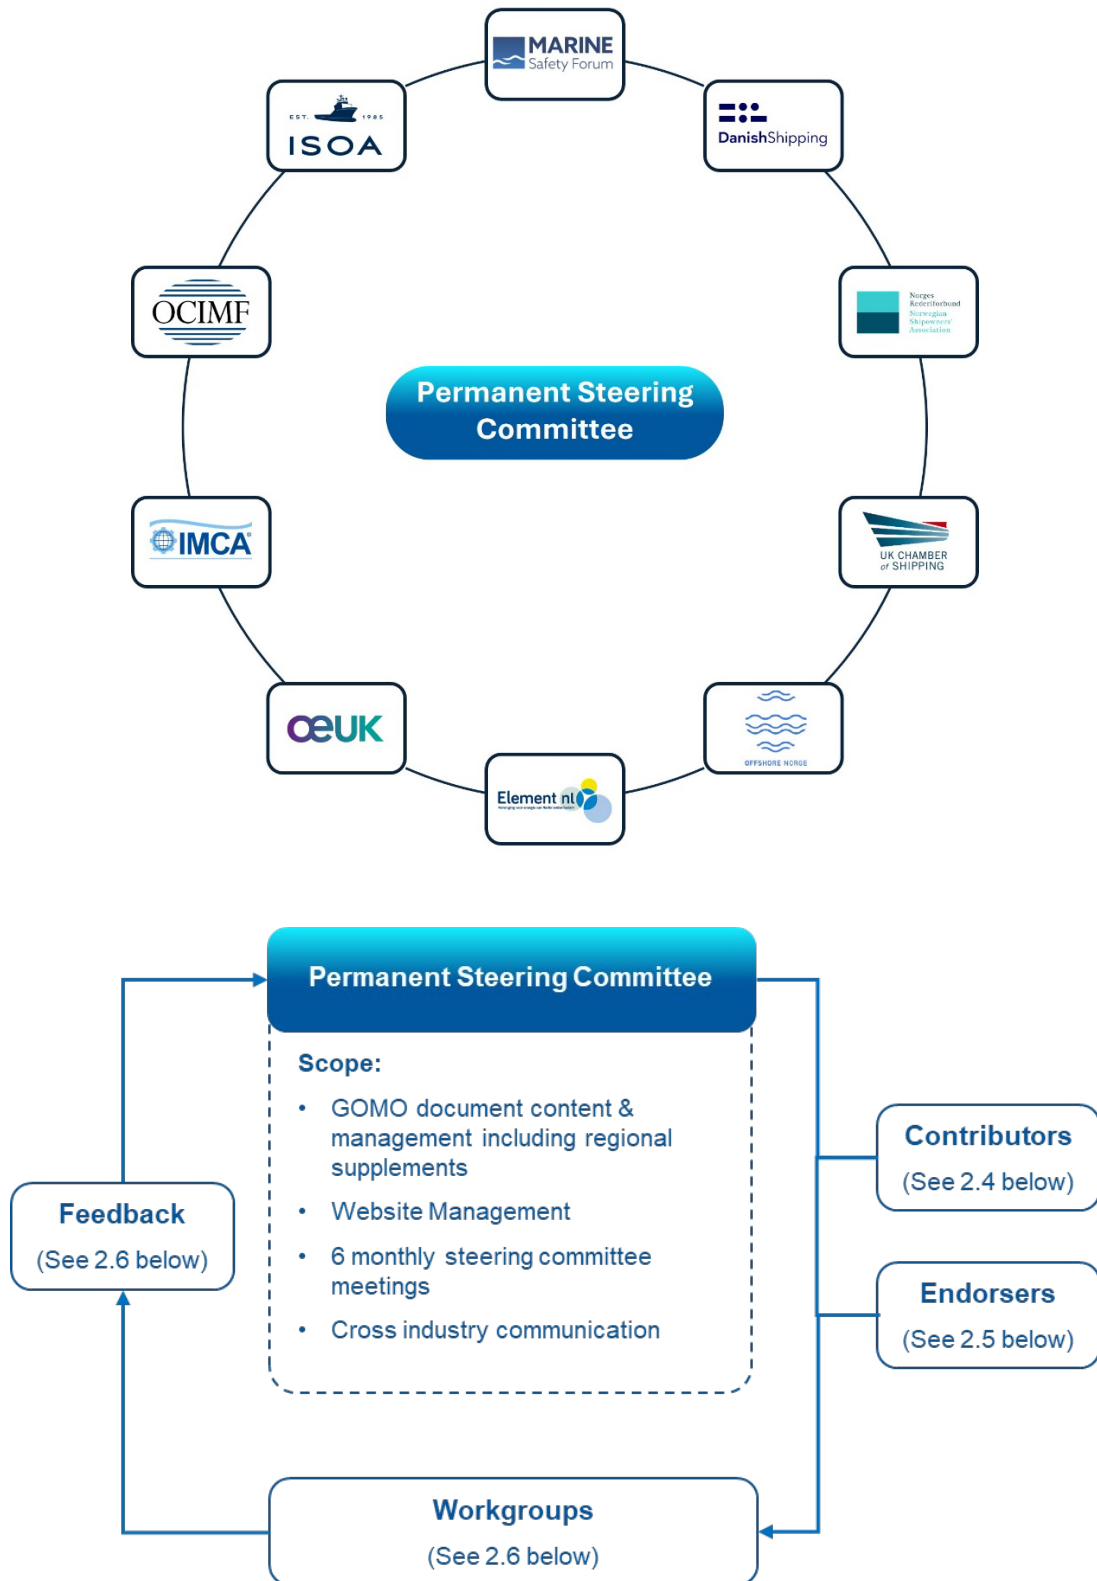 MARINE
Safety Forum
EST. 1985
ISOA
DanishShipping
OCIMF
Norges
Rederiforbund
Norwegian
Shipowners'
Association
Permanent Steering
Committee
IMCA
UK CHAMBER
of SHIPPING
OEUK
OFFSHORE NORGE
Element nl
Permanent Steering Committee
Scope:
• GOMO document content &
management including regional
supplements
• Website Management
• 6 monthly steering committee
meetings
• Cross industry communication
Contributors
(See 2.4 below)
Feedback
(See 2.6 below)
Endorsers
(See 2.5 below)
Workgroups
(See 2.6 below)